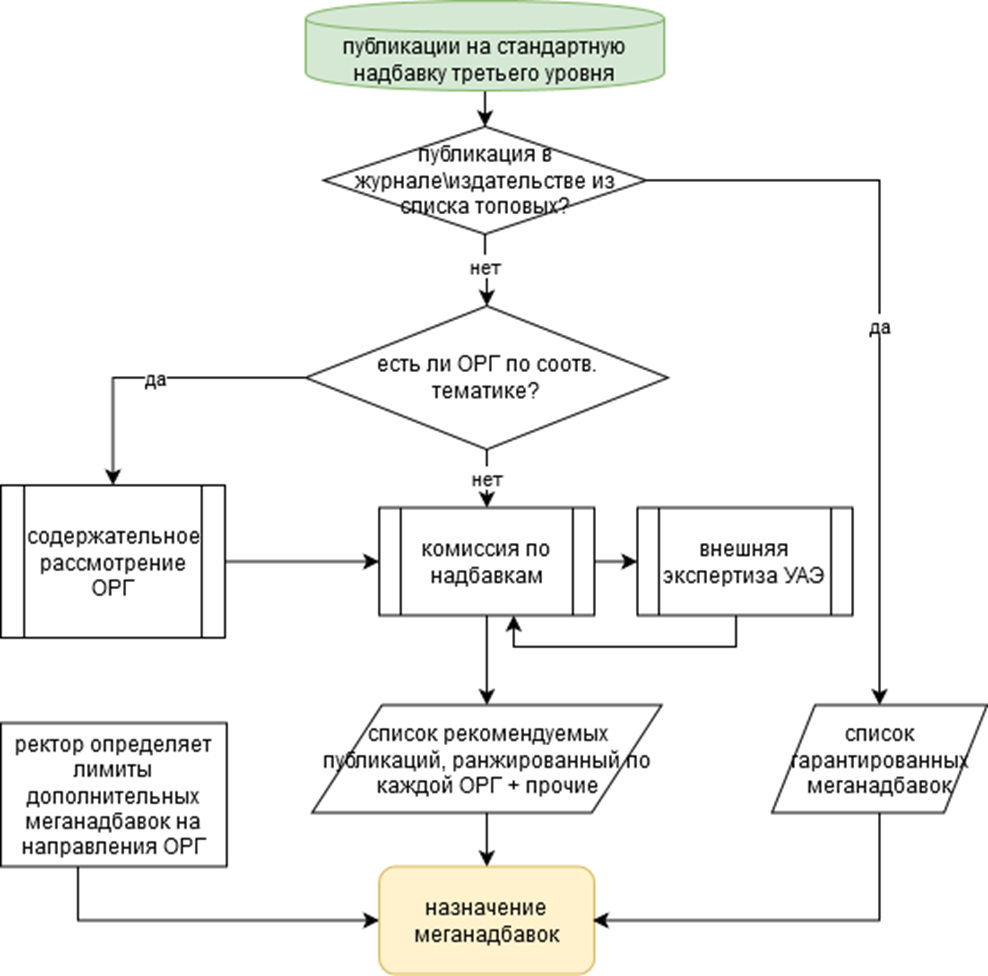 публикации на стандартную
надбавку третьего уровня
публикация в
журнале\издательстве из
списка топовых?
нет
да
есть ли ОРГ по соотв.
тематике?
да
нет
содержательное
рассмотрение
ОРГ
комиссия по
надбавкам
внешняя
экспертиза УАЭ
ректор определяет
лимиты
дополнительных
меганадбавок на
направления ОРГ
список рекомендуемых
публикаций, ранжированный по
каждой ОРГ + прочие
список
гарантированных
меганадбавок
назначение
меганадбавок